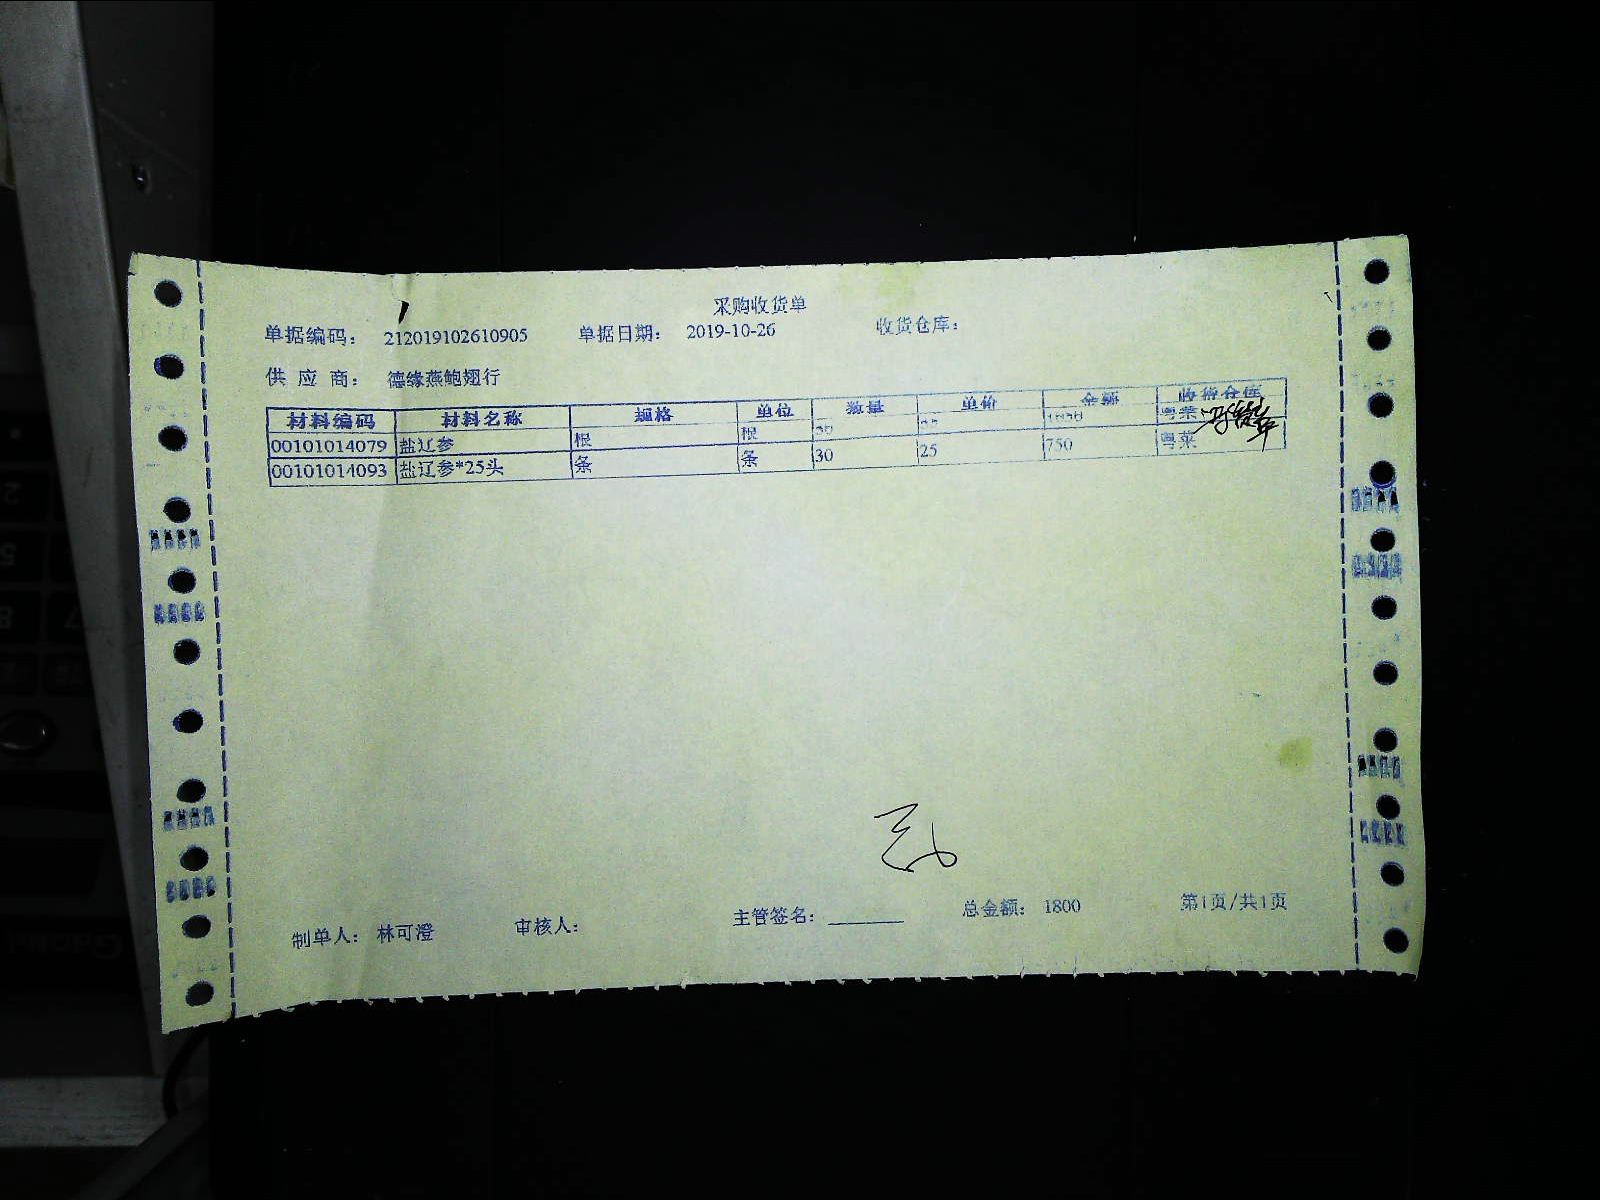 采购收货单
单据编码： 212019102610905 单据日期： 2019-10-26 收货仓库：
供 应 商： 德缘燕鲍翅行
材料编码 材料名称 规格 单位 数量 单价 金额 收货仓库
00101014079 盐辽参 根 根 1050 粤菜
00101014093 盐辽参*25头 条 条 30 25 750 粤菜
制单人： 林可澄 审核人： 主管签名： 总金额： 1800 第1页/共1页